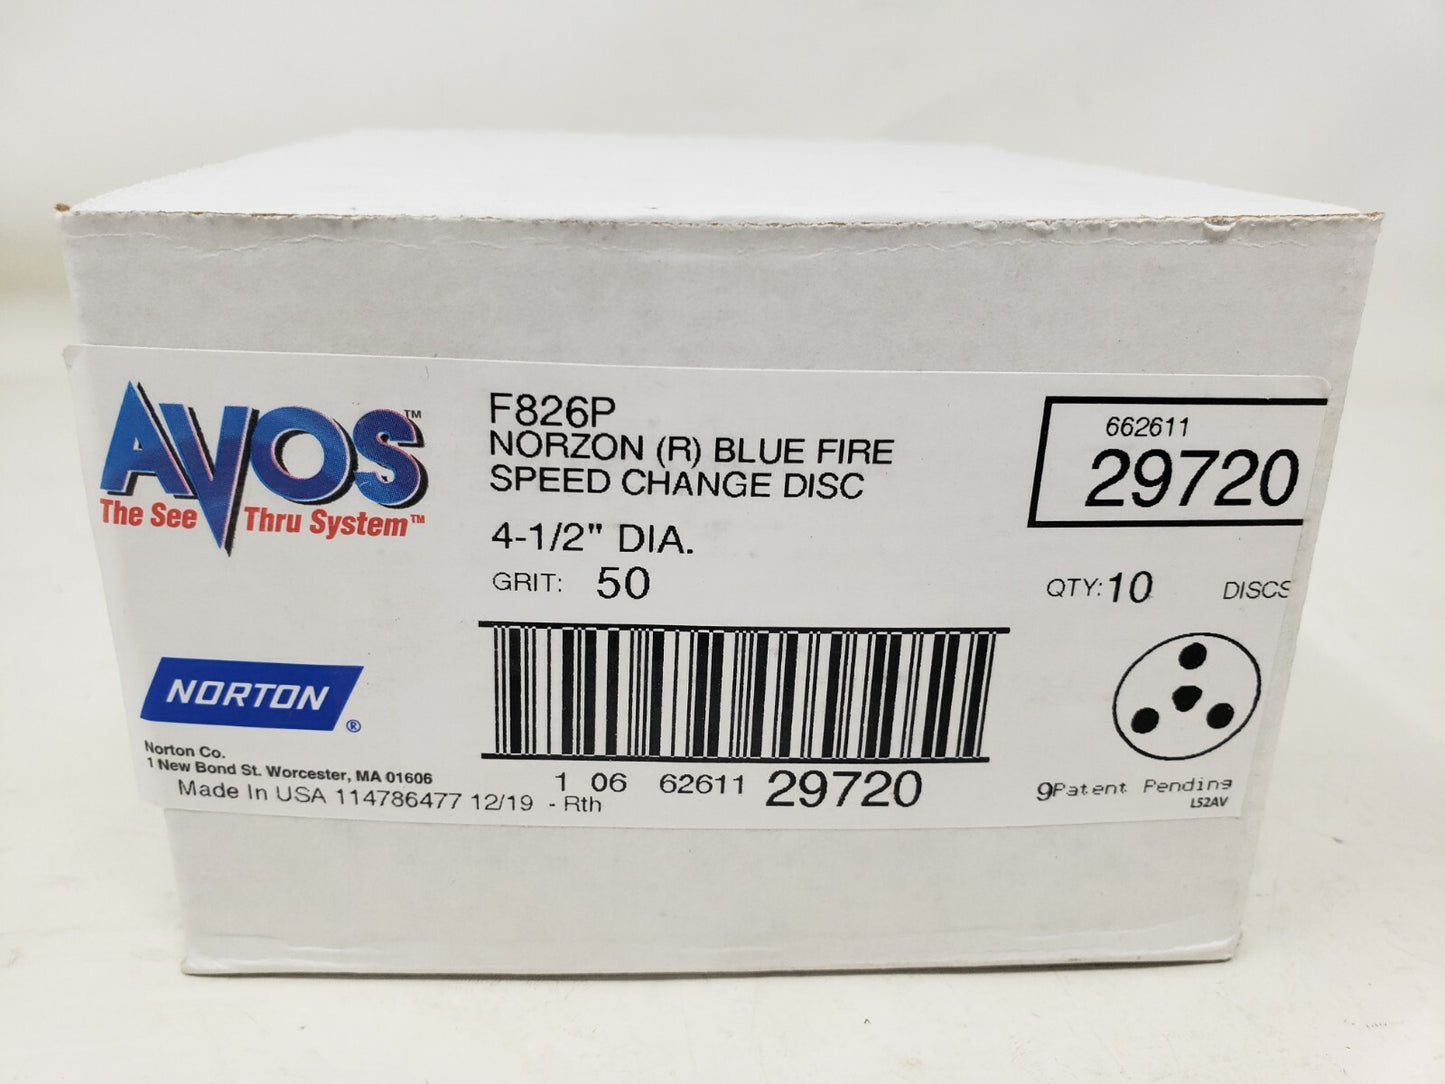 AVOS™
The See Thru System™
F826P
NORZON (R) BLUE FIRE
SPEED CHANGE DISC
4-1/2" DIA.
GRIT: 50
662611
29720
QTY: 10 DISCS
NORTON®
Norton Co.
1 New Bond St. Worcester, MA 01606
Made In USA 114786477 12/19 - Rth
1 06 62611 29720
9Patent Pending
L52AV